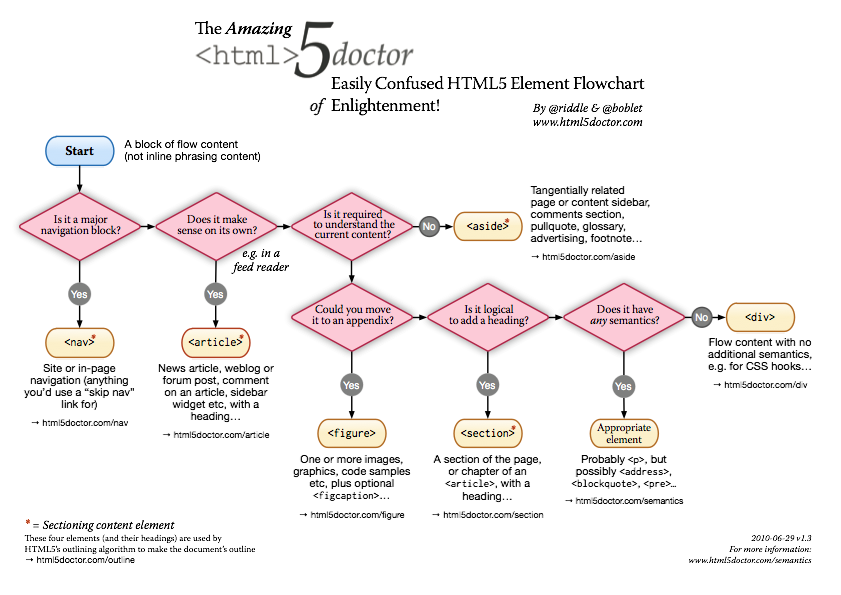 The Amazing
<html>5doctor
Easily Confused HTML5 Element Flowchart
of Enlightenment!
By @riddle & @boblet
www.html5doctor.com
Start
A block of flow content
(not inline phrasing content)
Is it a major
navigation block?
Does it make
sense on its own?
e.g. in a
feed reader
Is it required
to understand the
current content?
No
<aside>*
Tangentially related
page or content sidebar,
comments section,
pullquote, glossary,
advertising, footnote…
→ html5doctor.com/aside
Yes
<nav>*
Site or in-page
navigation (anything
you’d use a “skip nav”
link for)
→ html5doctor.com/nav
Yes
<article>*
News article, weblog or
forum post, comment
on an article, sidebar
widget etc, with a
heading…
→ html5doctor.com/article
Could you move
it to an appendix?
Is it logical
to add a heading?
Does it have
any semantics?
No
<div>
Flow content with no
additional semantics,
e.g. for CSS hooks…
→ html5doctor.com/div
Yes
<figure>
One or more images,
graphics, code samples
etc, plus optional
<figcaption>…
→ html5doctor.com/figure
Yes
<section>*
A section of the page,
or chapter of an
<article>, with a
heading…
→ html5doctor.com/section
Yes
Appropriate
element
Probably <p>, but
possibly <address>,
<blockquote>, <pre>…
→ html5doctor.com/semantics
* = Sectioning content element
These four elements (and their headings) are used by
HTML5’s outlining algorithm to make the document’s outline
→ html5doctor.com/outline
2010-06-29 v1.3
For more information:
www.html5doctor.com/semantics